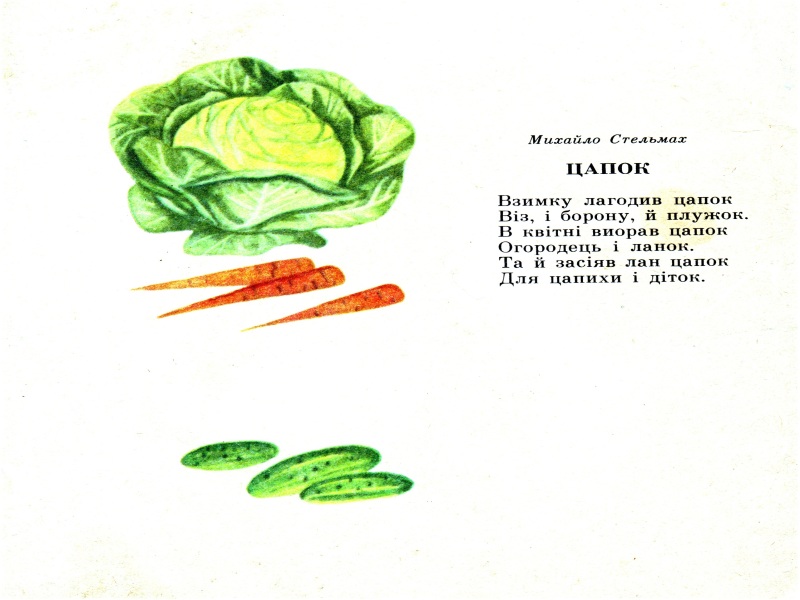 Михайло Стельмах
ЦАПОК
Взимку лагодив цапок
Віз, і борону, й плужок.
В квітні виорав цапок
Огородець і ланок.
Та й засіяв лан цапок
Для цапихи і діток.